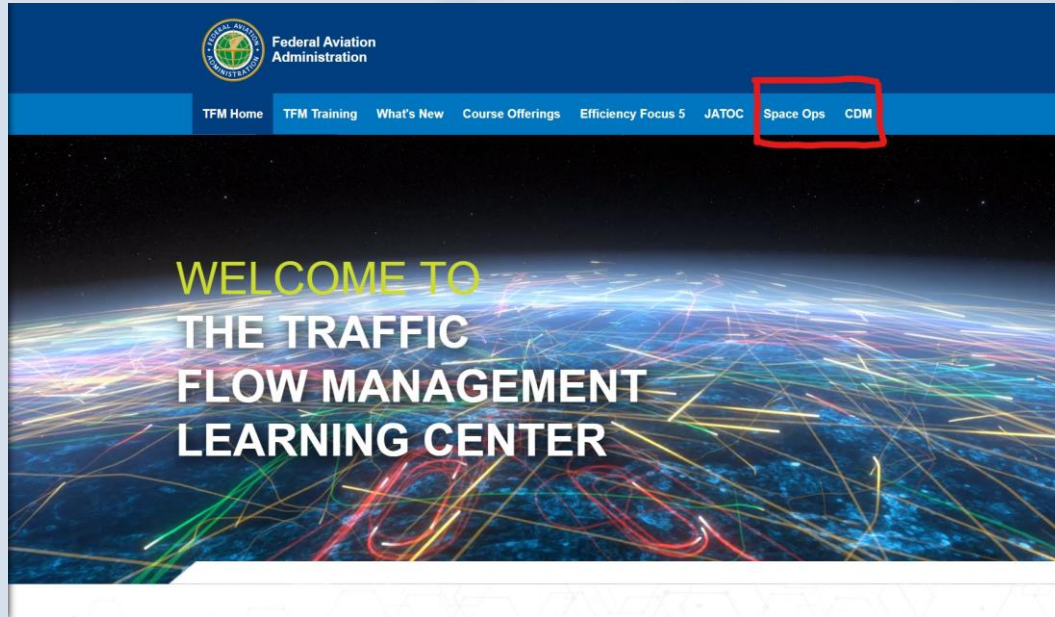 Federal Aviation
Administration
TFM Home TFM Training What's New Course Offerings Efficiency Focus 5 JATOC Space Ops CDM
WELCOME TO
THE TRAFFIC
FLOW MANAGEMENT
LEARNING CENTER